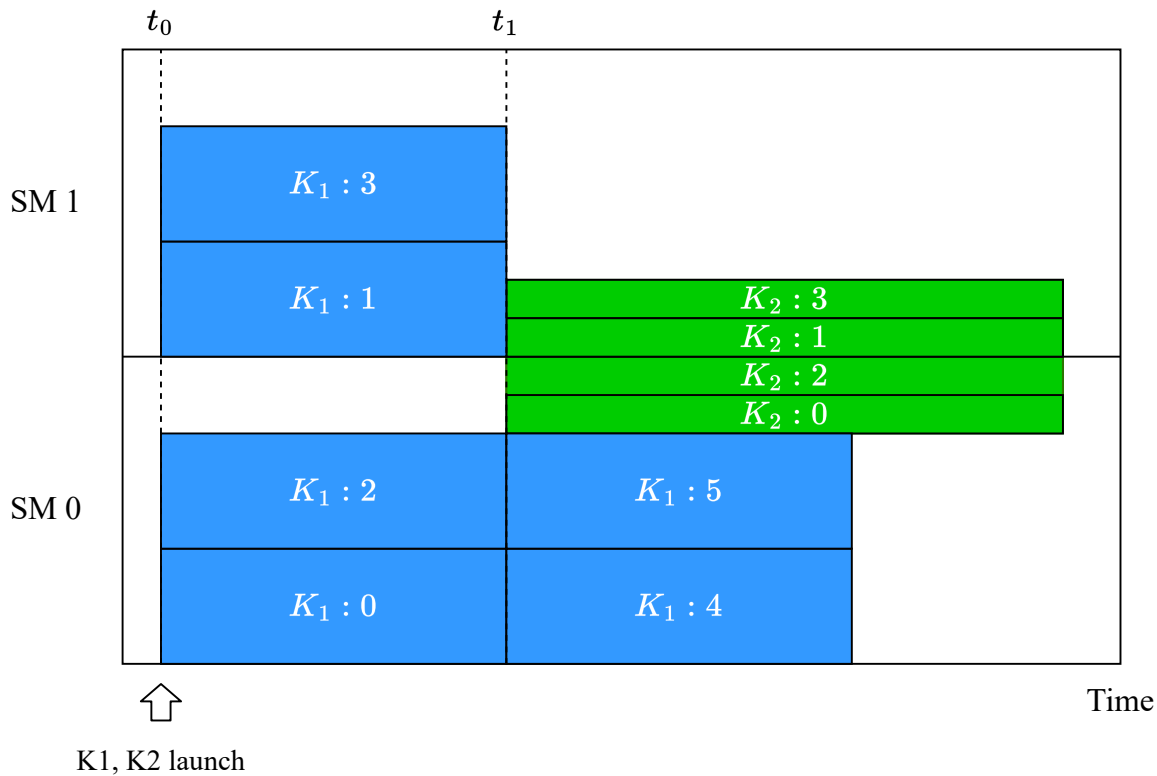 t₀ t₁
K₁ : 3
SM 1
K₁ : 1
K₂ : 3
K₂ : 1
K₂ : 2
K₂ : 0
K₁ : 2 K₁ : 5
SM 0
K₁ : 0 K₁ : 4
Time
K1, K2 launch